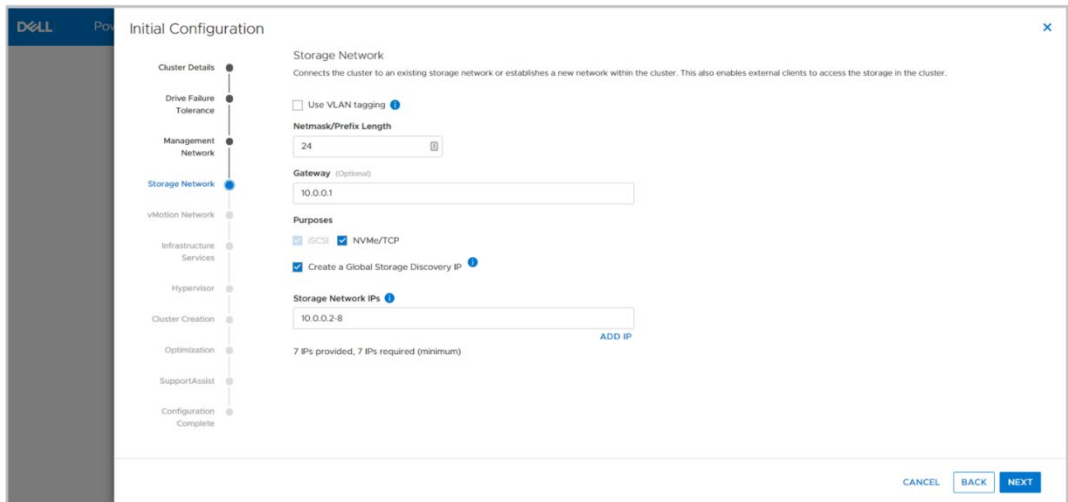 DELL
Pow
Initial Configuration
Cluster Details
Drive Failure
Tolerance
Management
Network
Storage Network
vMotion Network
Infrastructure
Services
Hypervisor
Cluster Creation
Optimization
SupportAssist
Configuration
Complete
Storage Network
Connects the cluster to an existing storage network or establishes a new network within the cluster. This also enables external clients to access the storage in the cluster.
Use VLAN tagging
Netmask/Prefix Length
24
Gateway (Optional)
10.0.0.1
Purposes
iSCSI NVMe/TCP
Create a Global Storage Discovery IP
Storage Network IPs
10.0.0.2-8
ADD IP
7 IPs provided, 7 IPs required (minimum)
CANCEL BACK NEXT